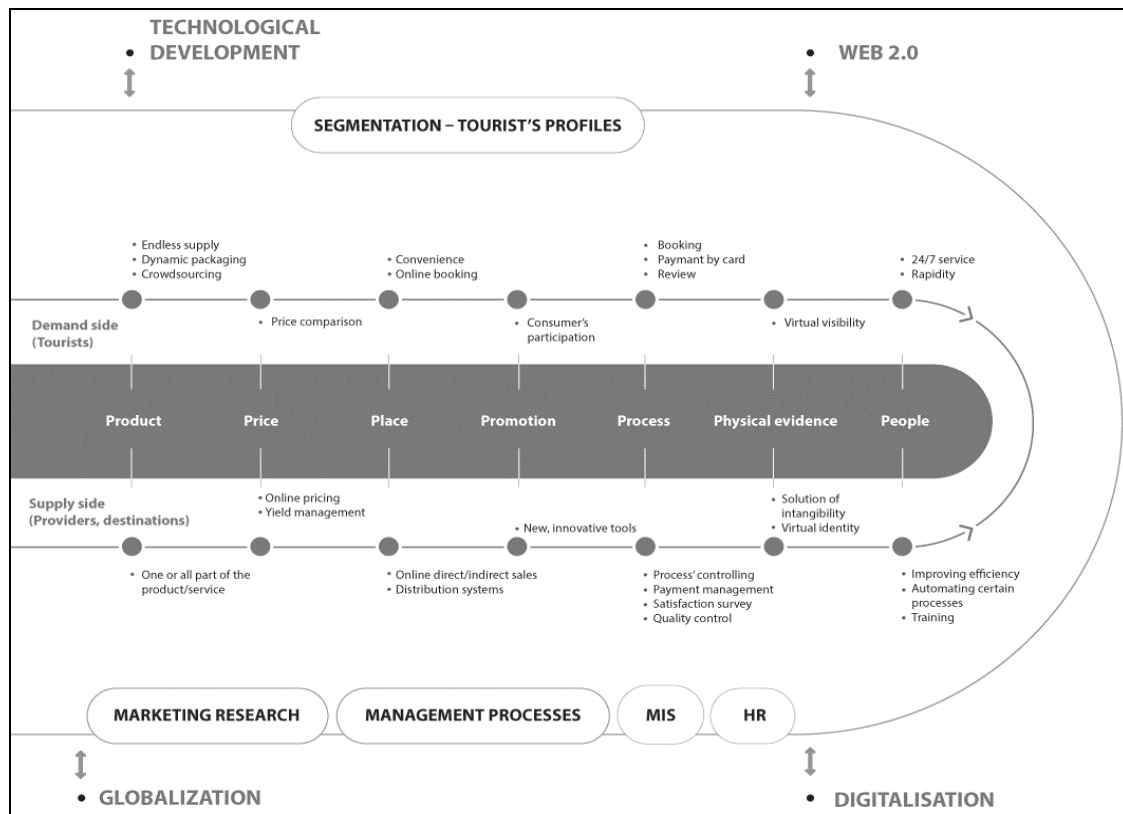 TECHNOLOGICAL
• DEVELOPMENT
• WEB 2.0
SEGMENTATION – TOURIST'S PROFILES
• Endless supply
• Dynamic packaging
• Crowdsourcing
• Convenience
• Online booking
• Booking
• Paymant by card
• Review
• 24/7 service
• Rapidity
Demand side
(Tourists)
• Price comparison
• Consumer's
participation
• Virtual visibility
Product
Price
Place
Promotion
Process
Physical evidence
People
Supply side
(Providers, destinations)
• Online pricing
• Yield management
• New, innovative tools
• Solution of
intangibility
• Virtual identity
• One or all part of the
product/service
• Online direct/indirect sales
• Distribution systems
• Process' controlling
• Payment management
• Satisfaction survey
• Quality control
• Improving efficiency
• Automating certain
processes
• Training
MARKETING RESEARCH
MANAGEMENT PROCESSES
MIS
HR
• GLOBALIZATION
• DIGITALISATION